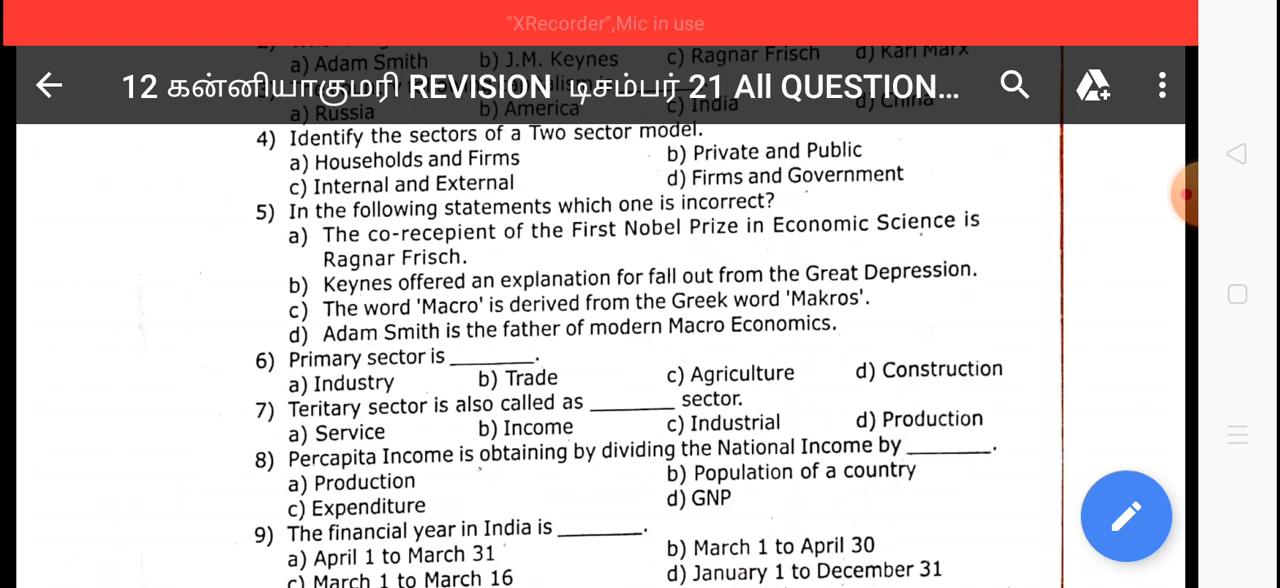 "XRecorder",Mic in use
a) Adam Smith b) J.M. Keynes c) Ragnar Frisch d) Karl Marx
12 கன்னியாகுமரி REVISION டிசம்பர் 21 All QUESTION...
a) Russia b) America c) India d) China
4) Identify the sectors of a Two sector model.
a) Households and Firms b) Private and Public
c) Internal and External d) Firms and Government
5) In the following statements which one is incorrect?
a) The co-recepient of the First Nobel Prize in Economic Science is
Ragnar Frisch.
b) Keynes offered an explanation for fall out from the Great Depression.
c) The word 'Macro' is derived from the Greek word 'Makros'.
d) Adam Smith is the father of modern Macro Economics.
6) Primary sector is ________.
a) Industry b) Trade c) Agriculture d) Construction
7) Teritary sector is also called as ________ sector.
a) Service b) Income c) Industrial d) Production
8) Percapita Income is obtaining by dividing the National Income by ________.
a) Production b) Population of a country
c) Expenditure d) GNP
9) The financial year in India is ________.
a) April 1 to March 31 b) March 1 to April 30
c) March 1 to March 16 d) January 1 to December 31